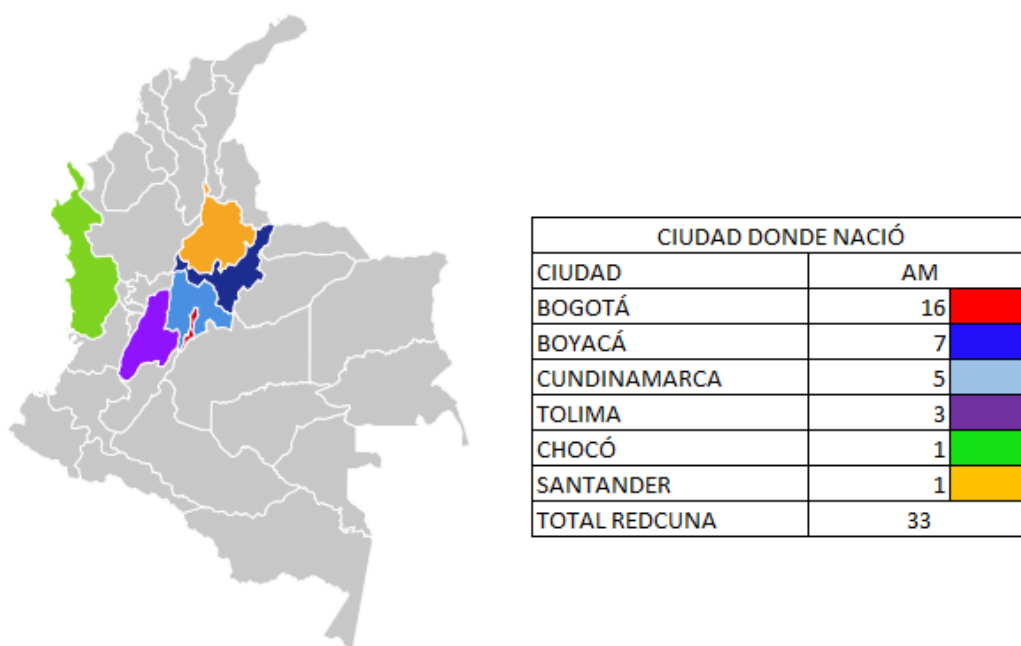 CIUDAD DONDE NACIÓ
CIUDAD AM
BOGOTÁ 16
BOYACÁ 7
CUNDINAMARCA 5
TOLIMA 3
CHOCÓ 1
SANTANDER 1
TOTAL REDCUNA 33